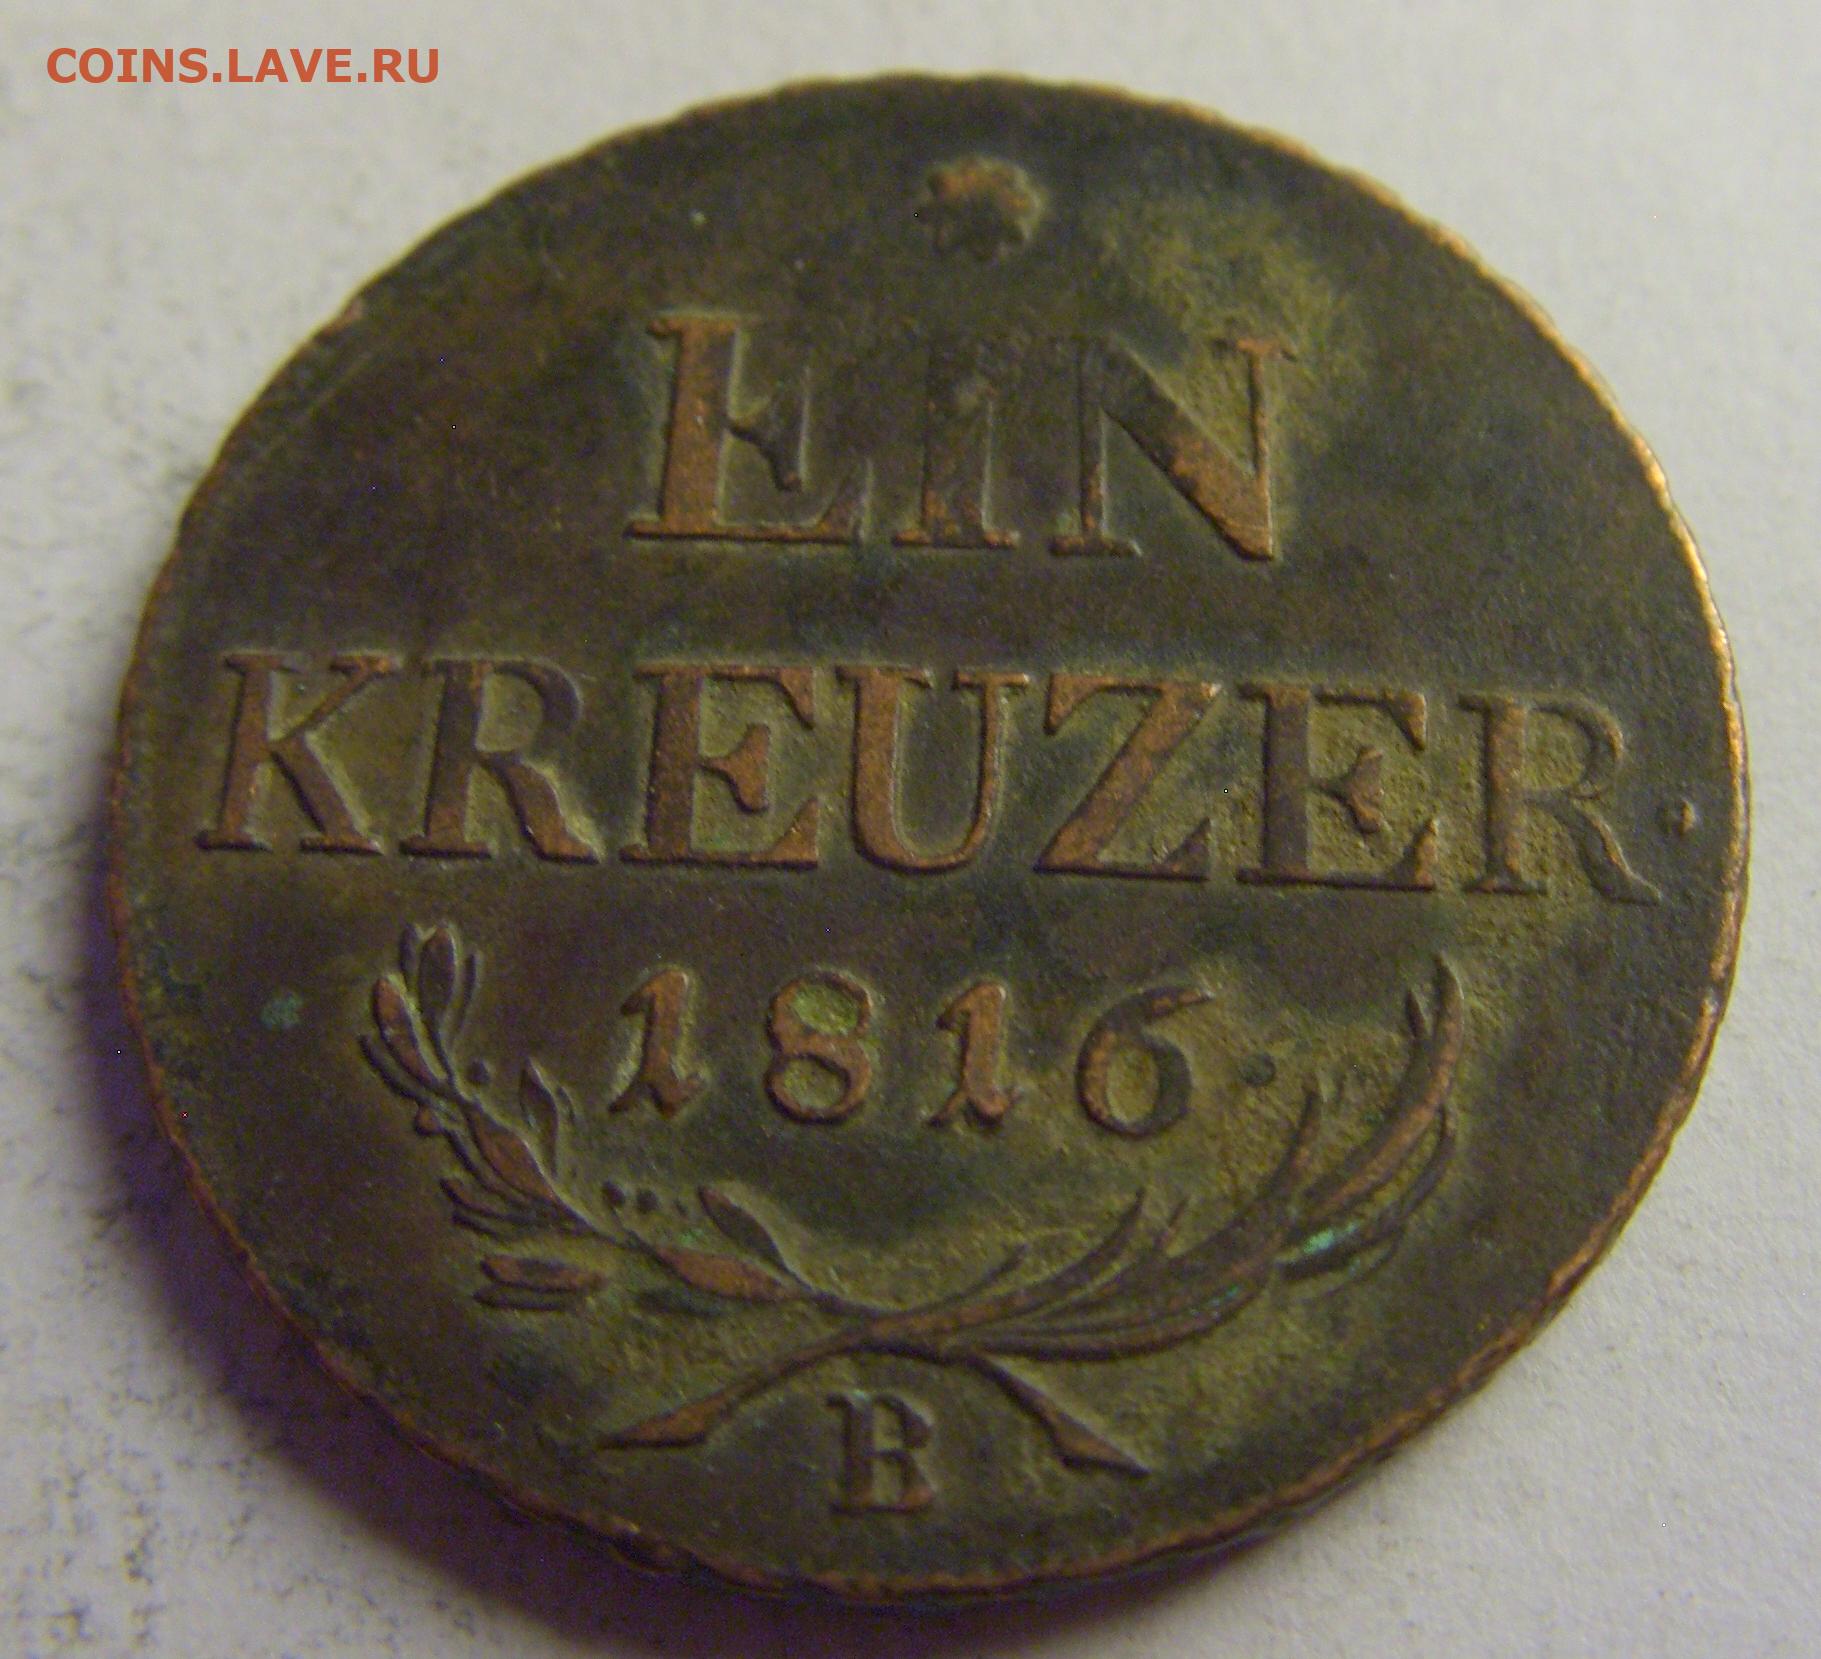 COINS.LAVE.RU
EIN
KREUZER.
1816.
B